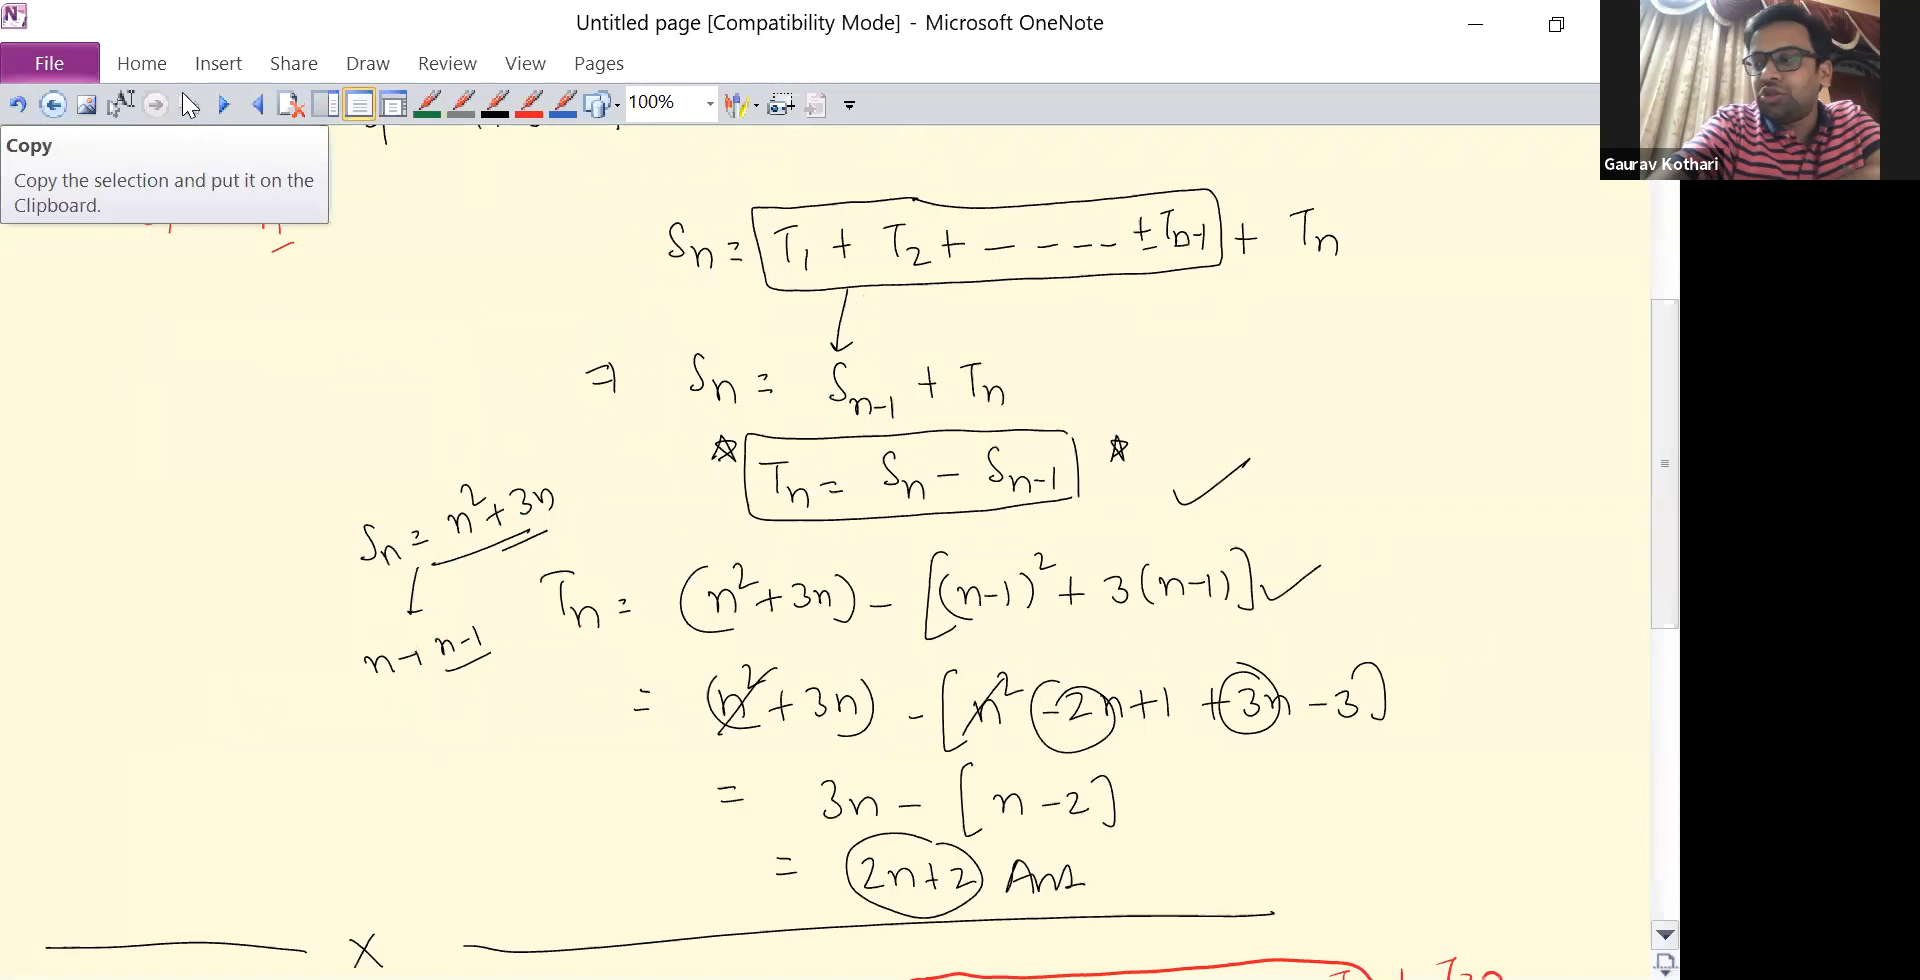 Untitled page [Compatibility Mode] - Microsoft OneNote
File Home Insert Share Draw Review View Pages
100%
Copy
Copy the selection and put it on the
Clipboard.
Gaurav Kothari
Sn = T1 + T2 + - - - - - + Tn-1 + Tn
⇒ Sn = Sn-1 + Tn
☆ Tn = Sn - Sn-1 ☆ ✓
Sn = n² + 3n
n → n-1
Tn = (n² + 3n) - [(n-1)² + 3(n-1)] ✓
= (n² + 3n) - [n² - 2n + 1 + 3n - 3]
= 3n - [n - 2]
= 2n+2 Ans
X